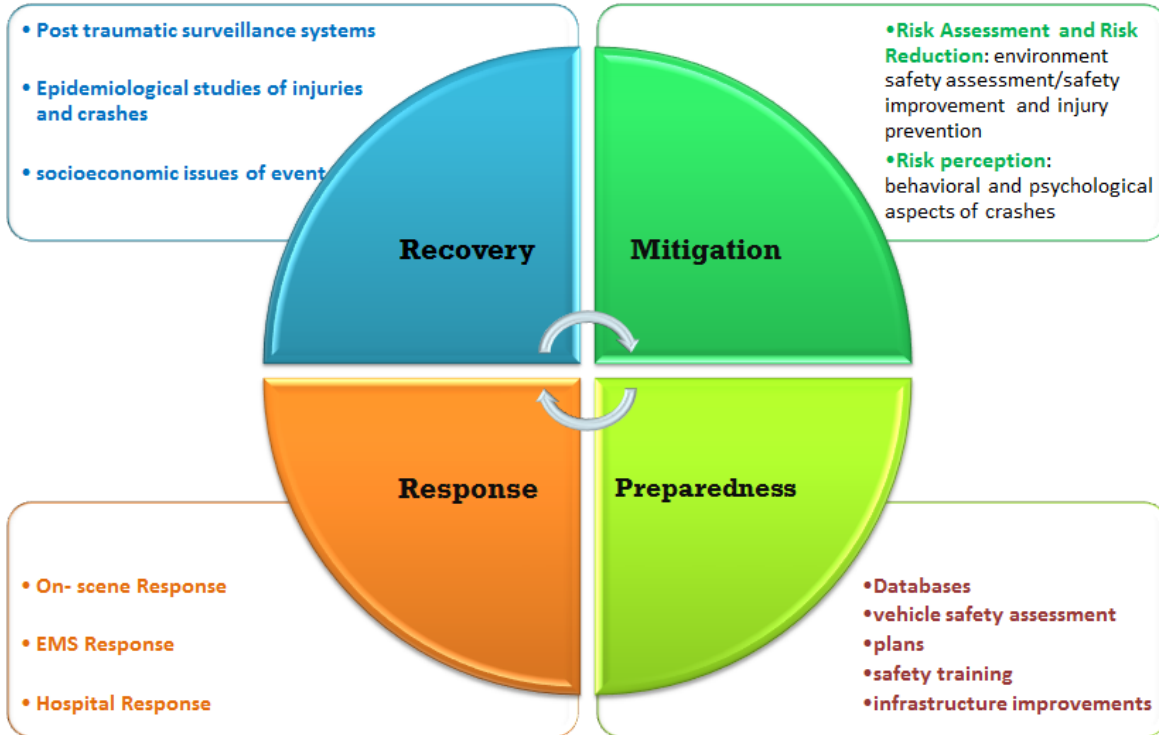 • Post traumatic surveillance systems
• Epidemiological studies of injuries
and crashes
• socioeconomic issues of event
•Risk Assessment and Risk
Reduction: environment
safety assessment/safety
improvement and injury
prevention
•Risk perception:
behavioral and psychological
aspects of crashes
Recovery
Mitigation
Response
Preparedness
• On- scene Response
• EMS Response
• Hospital Response
•Databases
•vehicle safety assessment
•plans
•safety training
•infrastructure improvements